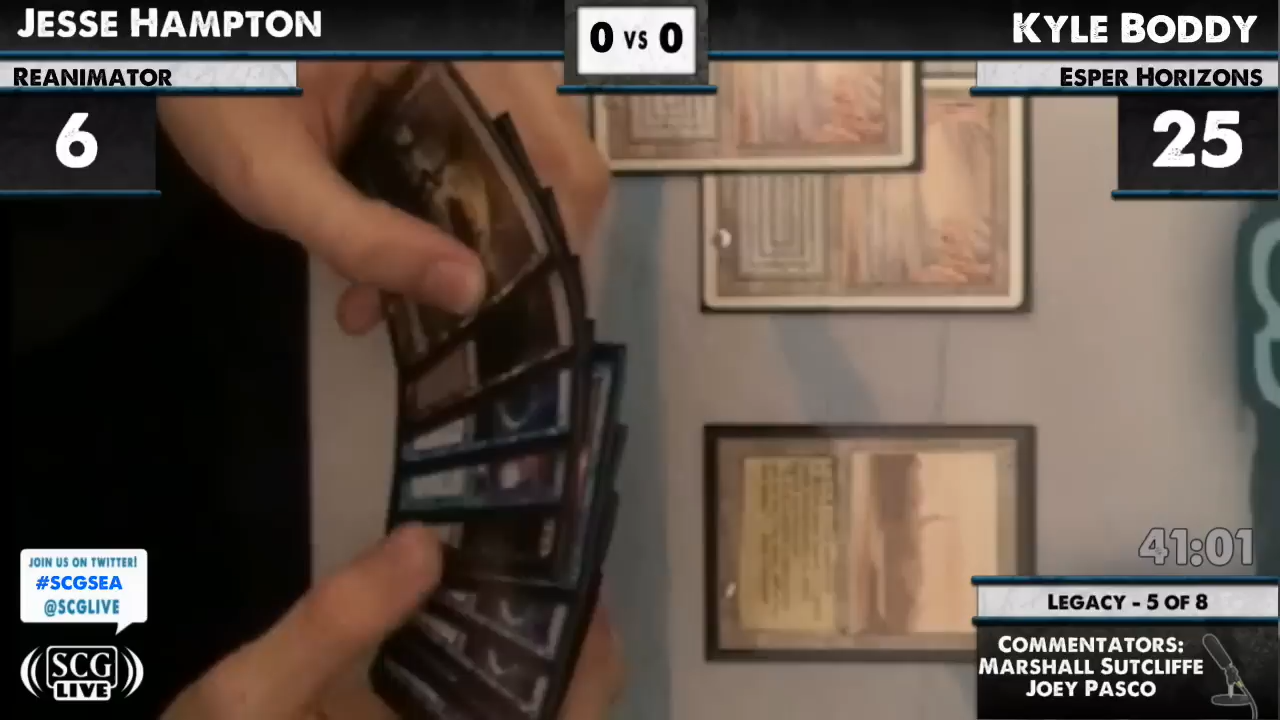 JESSE HAMPTON
0 VS 0
KYLE BODDY
REANIMATOR
ESPER HORIZONS
6
25
41:01
JOIN US ON TWITTER!
#SCGSEA
@SCGLIVE
SCG
LIVE
LEGACY - 5 OF 8
COMMENTATORS:
MARSHALL SUTCLIFFE
JOEY PASCO